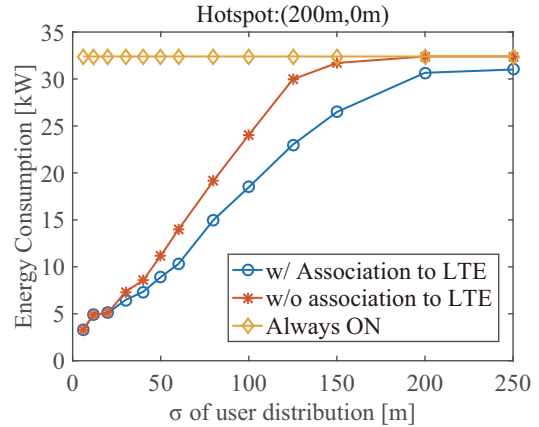 Hotspot:(200m,0m)
Energy Consumption [kW]
35
30
25
20
15
10
5
0
w/ Association to LTE
w/o association to LTE
Always ON
0 50 100 150 200 250
σ of user distribution [m]